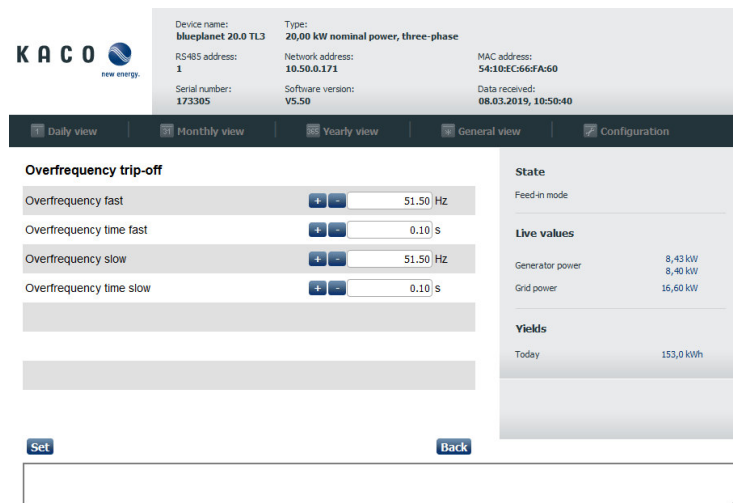 KACO
new energy.
Device name:
blueplanet 20.0 TL3
Type:
20,00 kW nominal power, three-phase
RS485 address:
1
Network address:
10.50.0.171
MAC address:
54:10:EC:66:FA:60
Serial number:
173305
Software version:
V5.50
Data received:
08.03.2019, 10:50:40
1 Daily view
31 Monthly view
365 Yearly view
General view
Configuration
Overfrequency trip-off
Overfrequency fast + - 51.50 Hz
Overfrequency time fast + - 0.10 s
Overfrequency slow + - 51.50 Hz
Overfrequency time slow + - 0.10 s
Set
Back
State
Feed-in mode
Live values
Generator power 8,43 kW
8,40 kW
Grid power 16,60 kW
Yields
Today 153,0 kWh